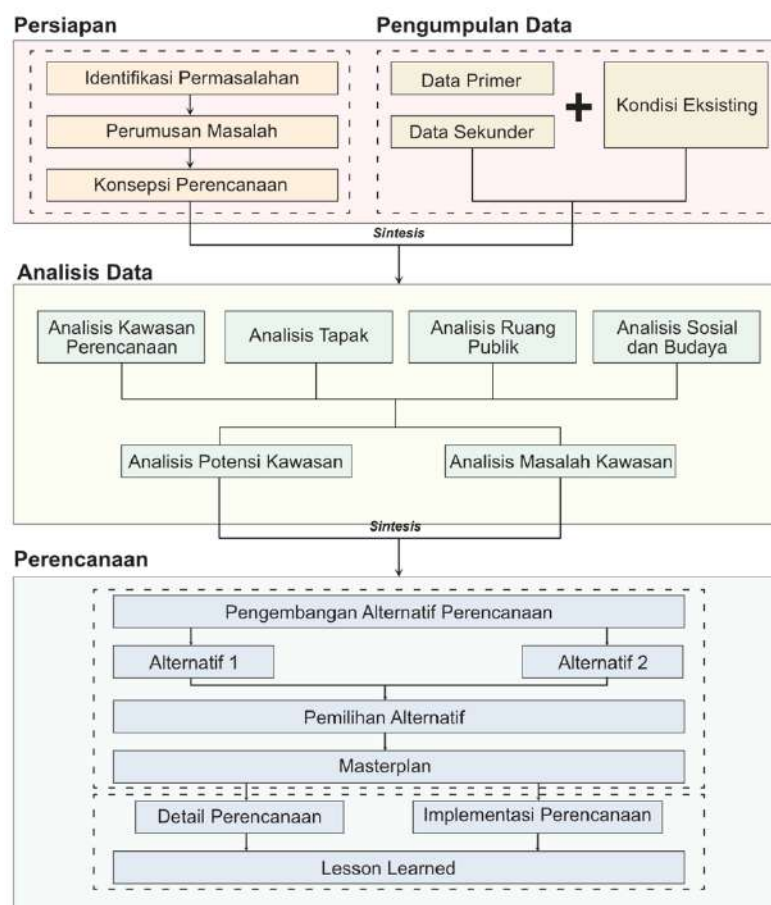 Persiapan
Identifikasi Permasalahan
Perumusan Masalah
Konsepsi Perencanaan
Pengumpulan Data
Data Primer
Data Sekunder
+
Kondisi Eksisting
Sintesis
Analisis Data
Analisis Kawasan
Perencanaan
Analisis Tapak
Analisis Ruang
Publik
Analisis Sosial
dan Budaya
Analisis Potensi Kawasan
Analisis Masalah Kawasan
Sintesis
Perencanaan
Pengembangan Alternatif Perencanaan
Alternatif 1
Alternatif 2
Pemilihan Alternatif
Masterplan
Detail Perencanaan
Implementasi Perencanaan
Lesson Learned